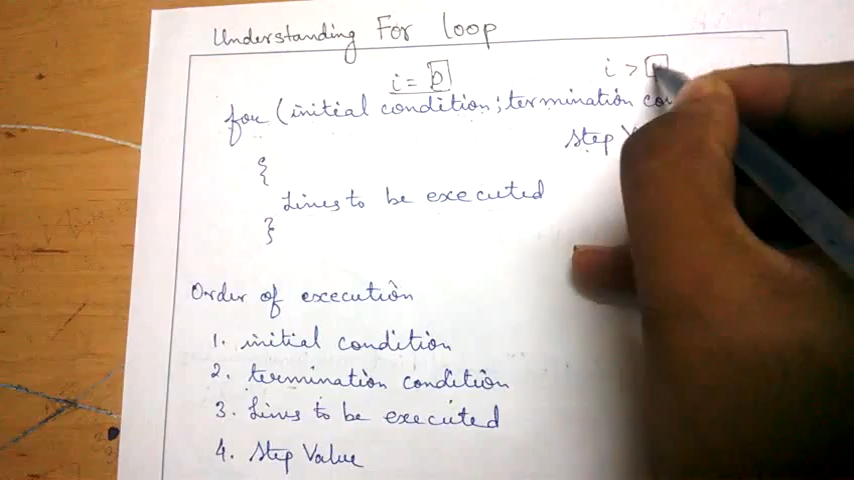 Understanding For loop
i = 0 i >
for (initial condition; termination
Step
{
Lines to be executed
}
Order of execution
1. initial condition
2. termination condition
3. Lines to be executed
4. Step Value